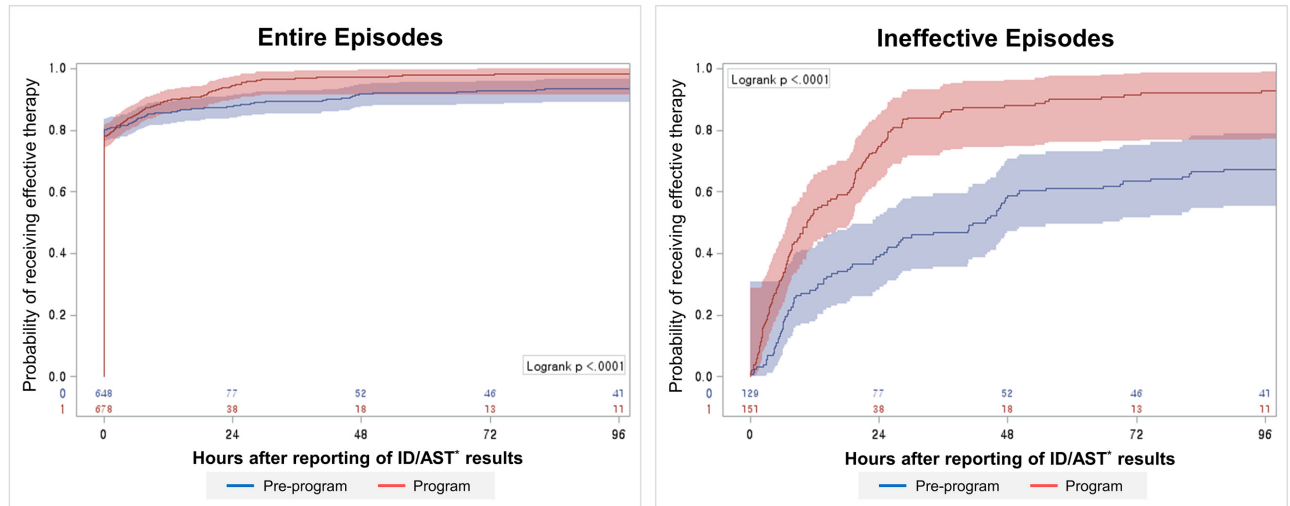 Entire Episodes
Probability of receiving effective therapy
1.0
0.8
0.6
0.4
0.2
0.0
Logrank p <.0001
0 648 77 52 46 41
1 678 38 18 13 11
0 24 48 72 96
Hours after reporting of ID/AST* results
Pre-program Program
Ineffective Episodes
Probability of receiving effective therapy
1.0
0.8
0.6
0.4
0.2
0.0
Logrank p <.0001
0 129 77 52 46 41
1 151 38 18 13 11
0 24 48 72 96
Hours after reporting of ID/AST* results
Pre-program Program